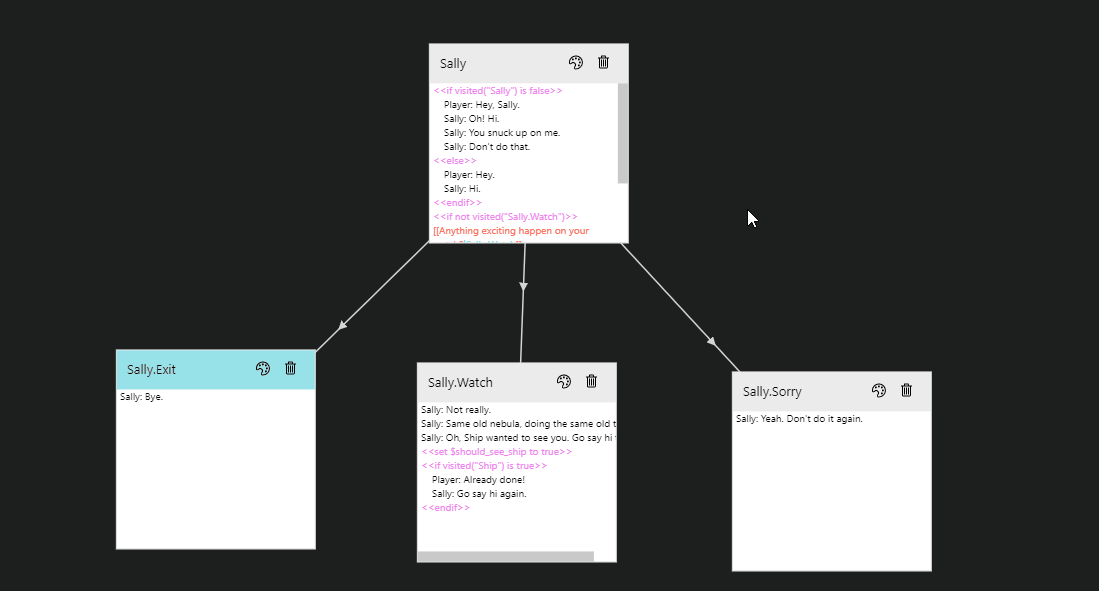 Sally
<<if visited("Sally") is false>>
Player: Hey, Sally.
Sally: Oh! Hi.
Sally: You snuck up on me.
Sally: Don't do that.
<<else>>
Player: Hey.
Sally: Hi.
<<endif>>
<<if not visited("Sally.Watch")>>
[[Anything exciting happen on your
Sally.Exit
Sally: Bye.
Sally.Watch
Sally: Not really.
Sally: Same old nebula, doing the same old t
Sally: Oh, Ship wanted to see you. Go say hi
<<set $should_see_ship to true>>
<<if visited("Ship") is true>>
Player: Already done!
Sally: Go say hi again.
<<endif>>
Sally.Sorry
Sally: Yeah. Don't do it again.